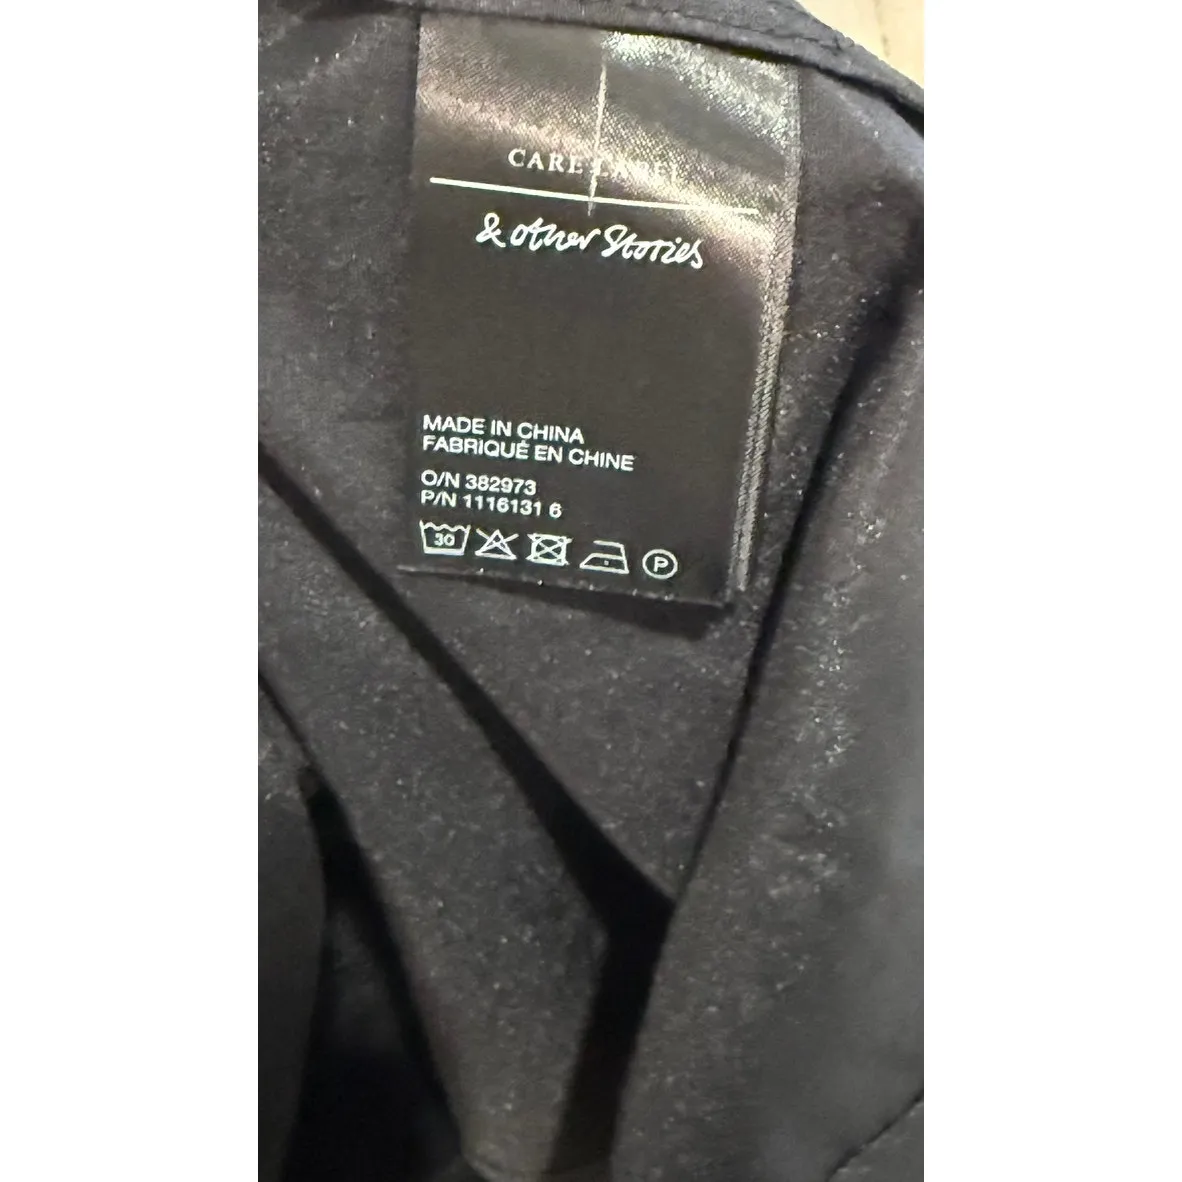 CARE LABEL
& other Stories
MADE IN CHINA
FABRIQUÉ EN CHINE
O/N 382973
P/N 1116131 6
30
P